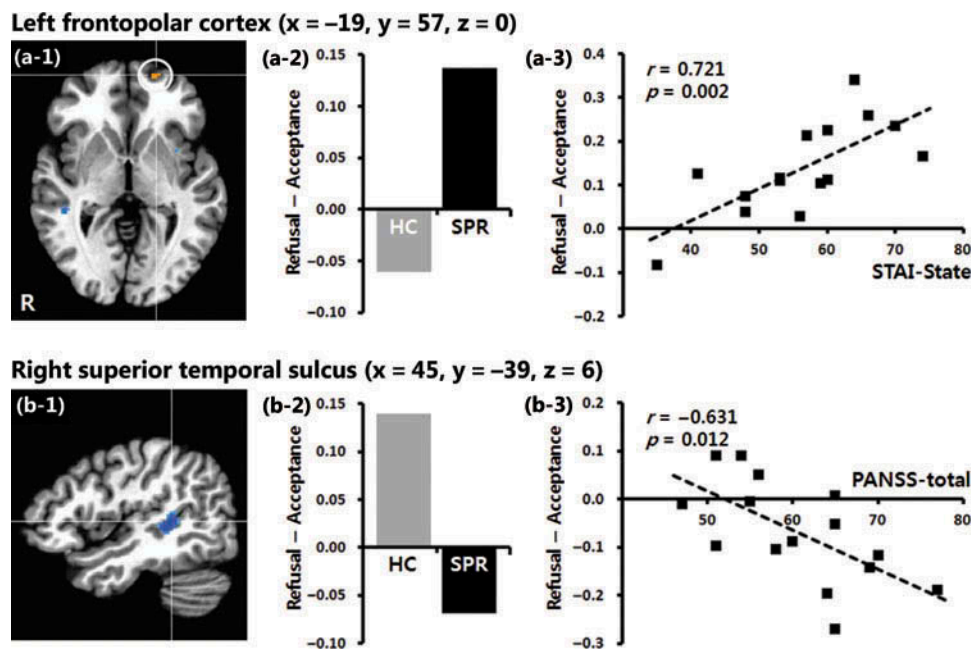 Left frontopolar cortex (x = –19, y = 57, z = 0)
(a-1)
R
(a-2)
Refusal – Acceptance
0.15
0.10
0.05
0.00
–0.05
–0.10
HC
SPR
(a-3)
Refusal – Acceptance
0.4
0.3
0.2
0.1
0
–0.1
–0.2
r = 0.721
p = 0.002
40 50 60 70 80
STAI-State
Right superior temporal sulcus (x = 45, y = –39, z = 6)
(b-1)
(b-2)
Refusal – Acceptance
0.15
0.10
0.05
0.00
–0.05
–0.10
HC
SPR
(b-3)
Refusal – Acceptance
0.2
0.1
0.0
–0.1
–0.2
–0.3
r = –0.631
p = 0.012
PANSS-total
50 60 70 80